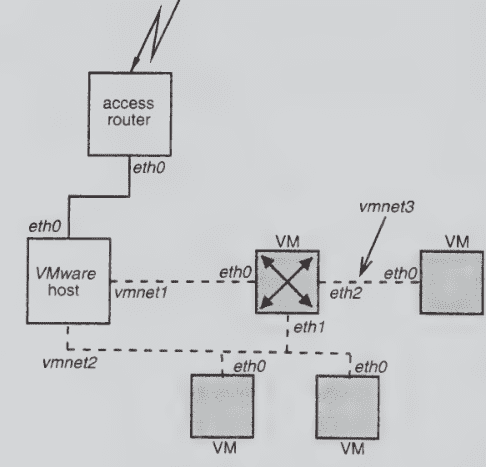 access
router
eth0
vmnet3
eth0
VM
VM
VMware
host
eth0
eth0
vmnet1
eth2
eth1
vmnet2
eth0
eth0
VM
VM